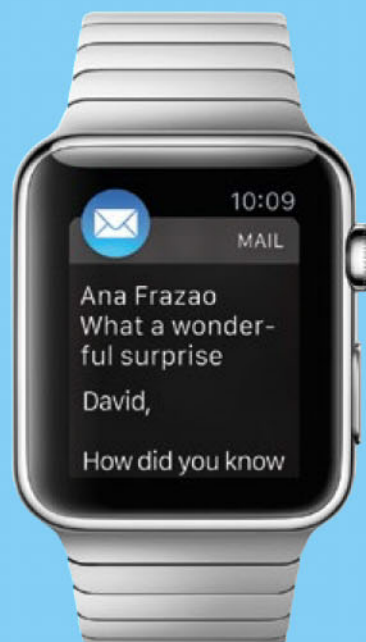 10:09
MAIL
Ana Frazao
What a wonder-
ful surprise
David,
How did you know